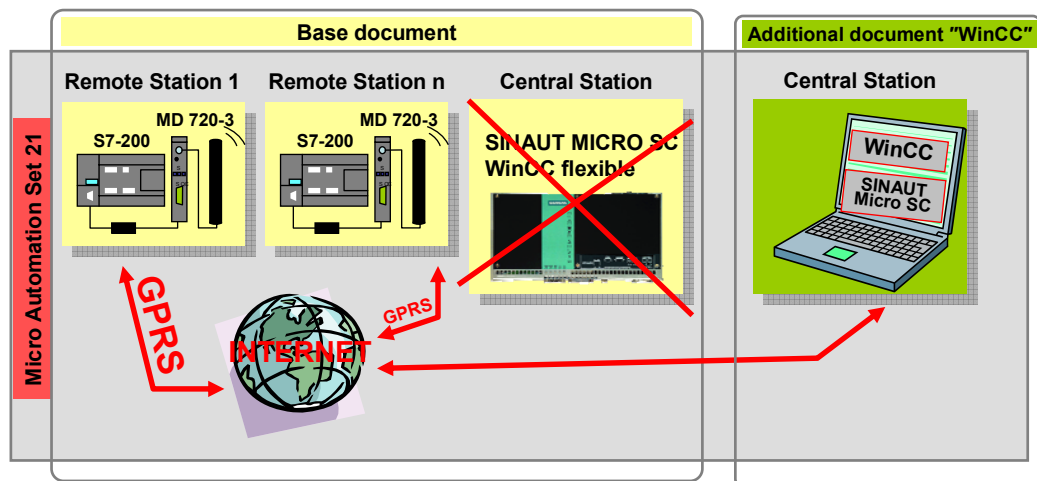 Base document
Additional document "WinCC"
Micro Automation Set 21
Remote Station 1
Remote Station n
Central Station
Central Station
MD 720-3
S7-200
MD 720-3
S7-200
SINAUT MICRO SC
WinCC flexible
WinCC
SINAUT
Micro SC
GPRS
GPRS
INTERNET